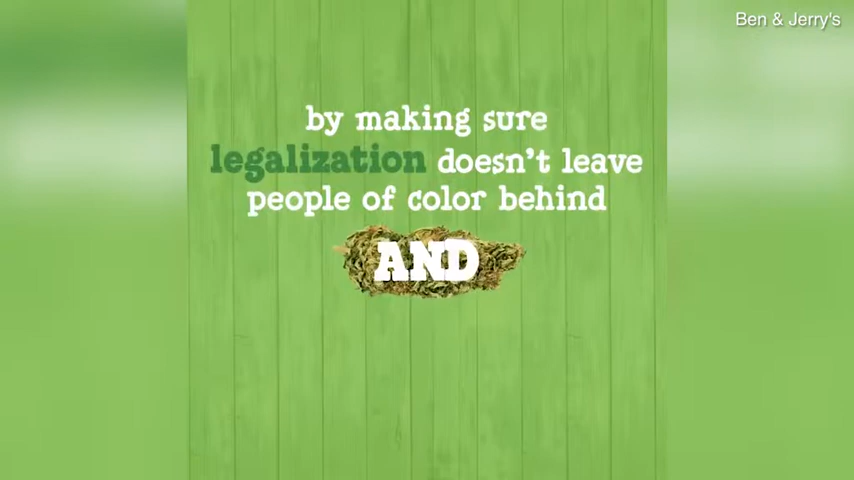 Ben & Jerry's
by making sure
legalization doesn't leave
people of color behind
AND